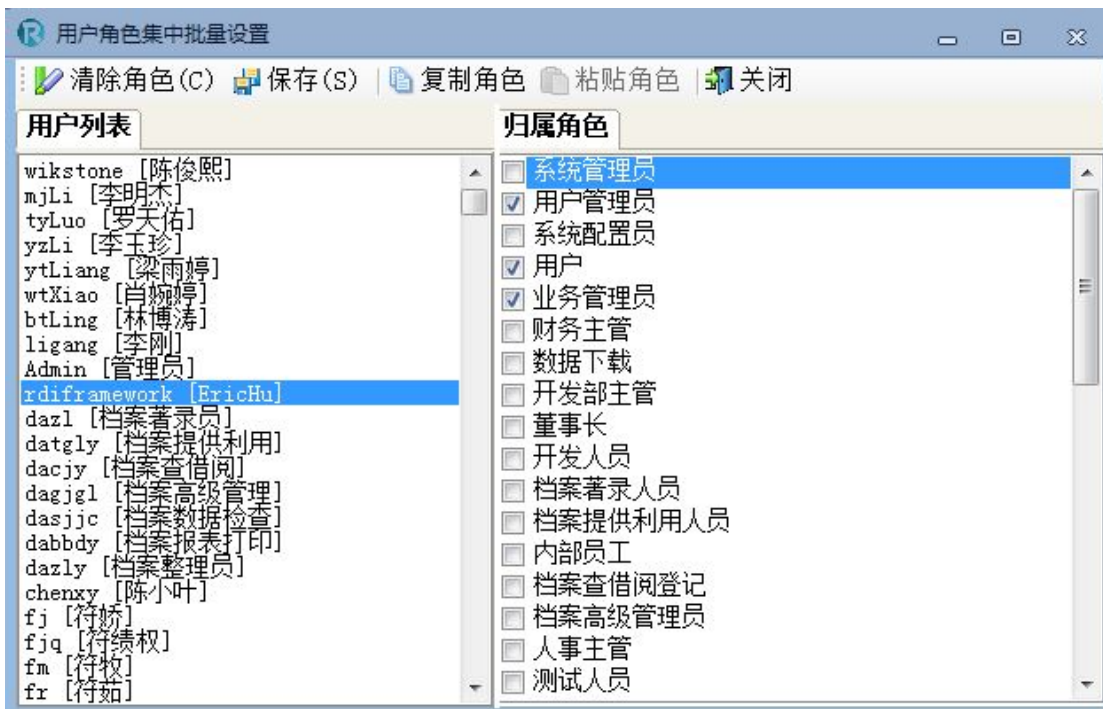 用户角色集中批量设置
清除角色(C) 保存(S) 复制角色 粘贴角色 关闭
用户列表
wikstone [陈俊熙]
mjLi [李明杰]
tyLuo [罗天佑]
yzLi [李玉珍]
ytLiang [梁雨婷]
wtXiao [肖婉婷]
btLing [林博涛]
ligang [李刚]
Admin [管理员]
rdiframework [EricHu]
dazl [档案著录员]
datgly [档案提供利用]
dacjy [档案查借阅]
dagjgl [档案高级管理]
dasjjc [档案数据检查]
dabbdy [档案报表打印]
dazly [档案整理员]
chenxy [陈小叶]
fj [符娇]
fjq [符绩权]
fm [符牧]
fr [符茹]
归属角色
系统管理员
用户管理员
系统配置员
用户
业务管理员
财务主管
数据下载
开发部主管
董事长
开发人员
档案著录人员
档案提供利用人员
内部员工
档案查借阅登记
档案高级管理员
人事主管
测试人员